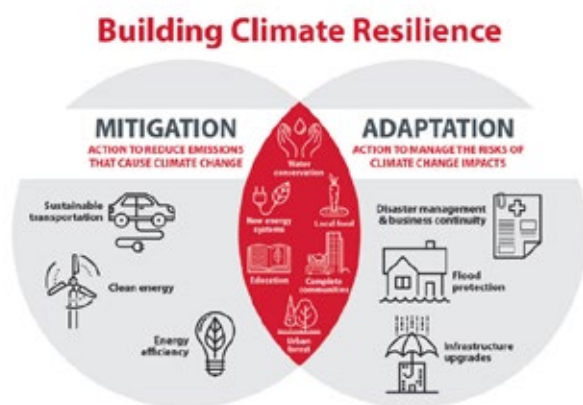 Building Climate Resilience
MITIGATION
ACTION TO REDUCE EMISSIONS
THAT CAUSE CLIMATE CHANGE
Sustainable
transportation
Clean energy
Energy
efficiency
Water
conservation
New energy
systems
Local food
Education
Complete
communities
Urban
forest
ADAPTATION
ACTION TO MANAGE THE RISKS OF
CLIMATE CHANGE IMPACTS
Disaster management
& business continuity
Flood
protection
Infrastructure
upgrades